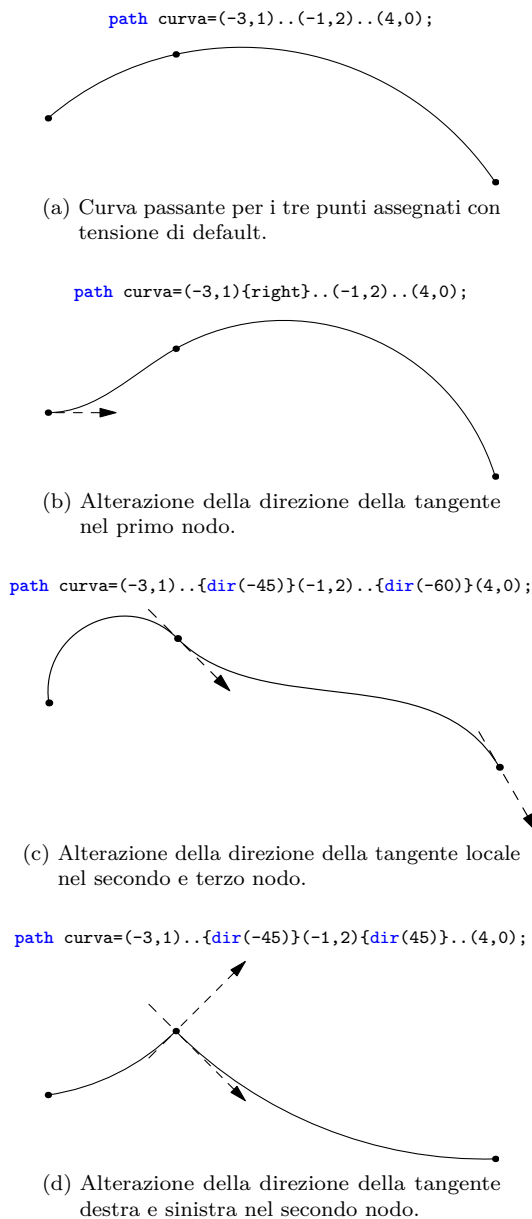 path curva=(-3,1)..(-1,2)..(4,0);
(a) Curva passante per i tre punti assegnati con
tensione di default.
path curva=(-3,1){right}..(-1,2)..(4,0);
(b) Alterazione della direzione della tangente
nel primo nodo.
path curva=(-3,1)..{dir(-45)}(-1,2)..{dir(-60)}(4,0);
(c) Alterazione della direzione della tangente locale
nel secondo e terzo nodo.
path curva=(-3,1)..{dir(-45)}(-1,2){dir(45)}..(4,0);
(d) Alterazione della direzione della tangente
destra e sinistra nel secondo nodo.